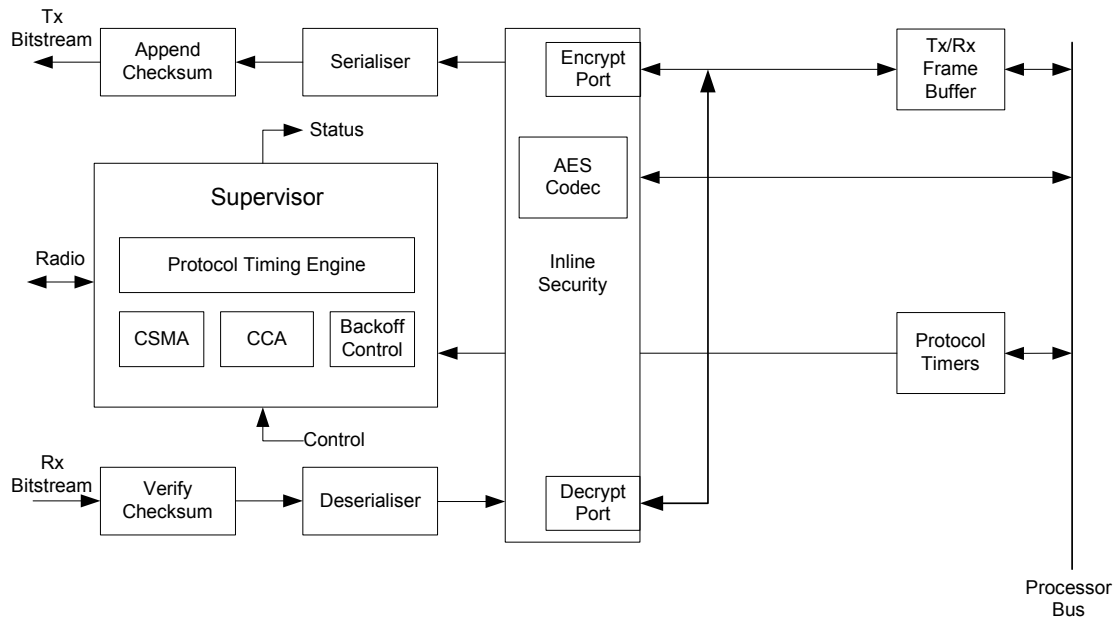 Tx
Bitstream
Append
Checksum
Serialiser
Encrypt
Port
Tx/Rx
Frame
Buffer
Status
AES
Codec
Supervisor
Radio
Protocol Timing Engine
Inline
Security
CSMA
CCA
Backoff
Control
Protocol
Timers
Control
Rx
Bitstream
Verify
Checksum
Deserialiser
Decrypt
Port
Processor
Bus